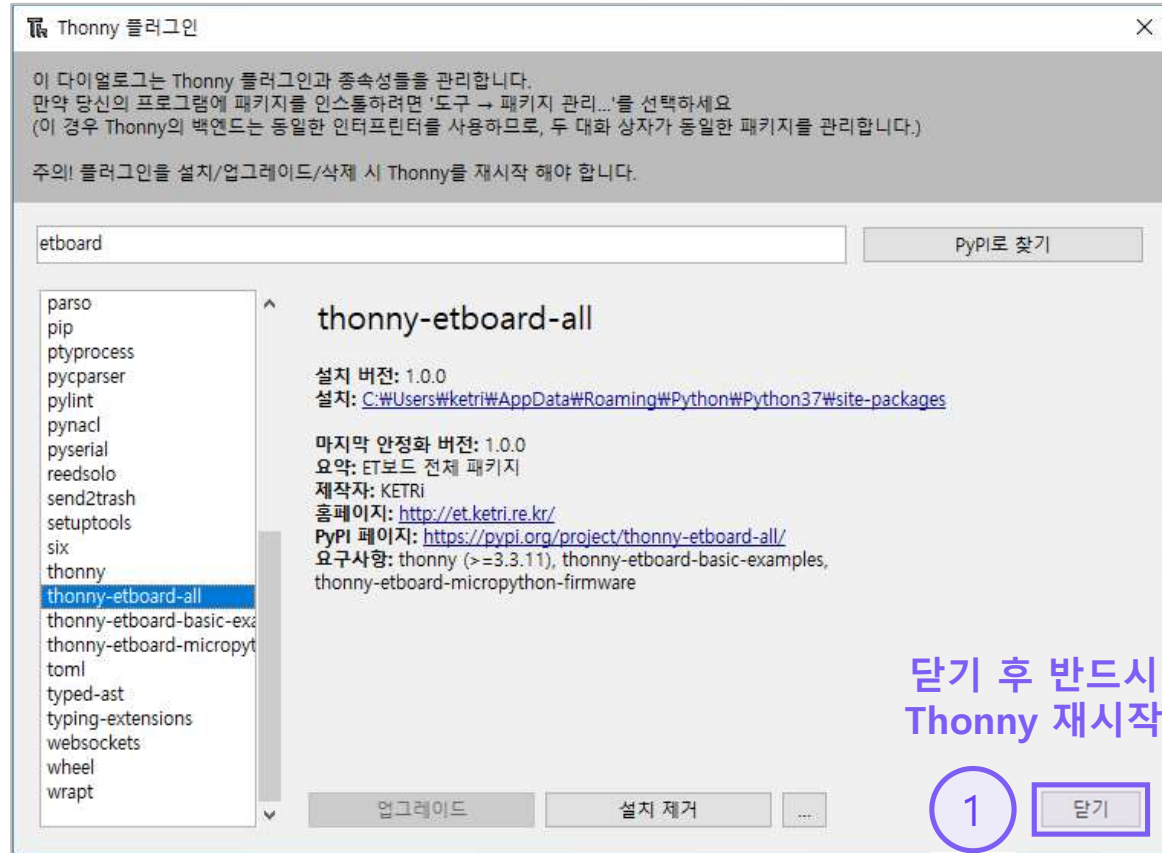 Thonny 플러그인
이 다이얼로그는 Thonny 플러그인과 종속성들을 관리합니다.
만약 당신의 프로그램에 패키지를 인스톨하려면 '도구 → 패키지 관리...'를 선택하세요
(이 경우 Thonny의 백엔드는 동일한 인터프린터를 사용하므로, 두 대화 상자가 동일한 패키지를 관리합니다.)
주의! 플러그인을 설치/업그레이드/삭제 시 Thonny를 재시작 해야 합니다.
etboard
PyPI로 찾기
parso
pip
ptyprocess
pycparser
pylint
pynacl
pyserial
reedsolo
send2trash
setuptools
six
thonny
thonny-etboard-all
thonny-etboard-basic-exa
thonny-etboard-micropyt
toml
typed-ast
typing-extensions
websockets
wheel
wrapt
thonny-etboard-all
설치 버전: 1.0.0
설치: C:₩Users₩ketri₩AppData₩Roaming₩Python₩Python37₩site-packages
마지막 안정화 버전: 1.0.0
요약: ET보드 전체 패키지
제작자: KETRi
홈페이지: http://et.ketri.re.kr/
PyPI 페이지: https://pypi.org/project/thonny-etboard-all/
요구사항: thonny (>=3.3.11), thonny-etboard-basic-examples,
thonny-etboard-micropython-firmware
닫기 후 반드시
Thonny 재시작
업그레이드
설치 제거
...
1
닫기